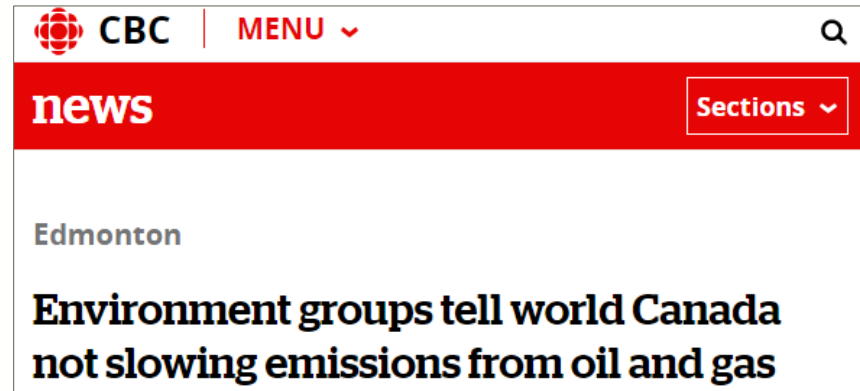 CBC MENU
news Sections
Edmonton
Environment groups tell world Canada
not slowing emissions from oil and gas